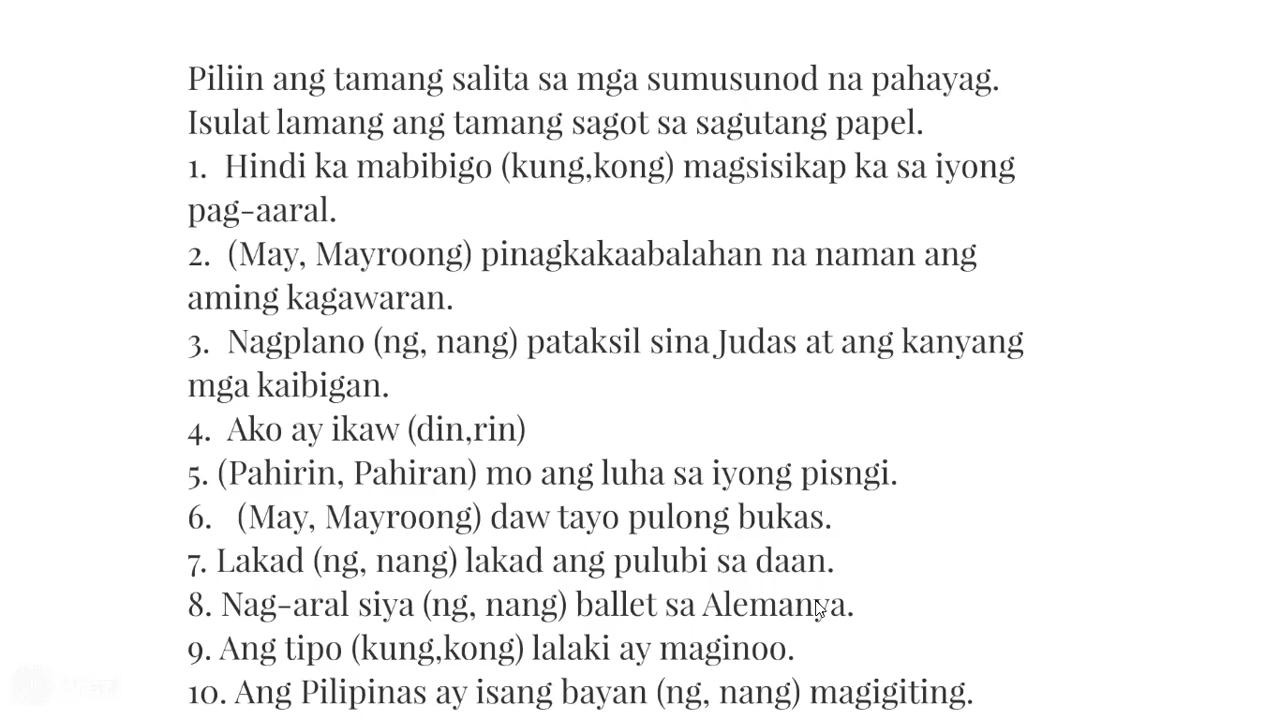 Piliin ang tamang salita sa mga sumusunod na pahayag.
Isulat lamang ang tamang sagot sa sagutang papel.
1. Hindi ka mabibigo (kung,kong) magsisikap ka sa iyong
pag-aaral.
2. (May, Mayroong) pinagkakaabalahan na naman ang
aming kagawaran.
3. Nagplano (ng, nang) pataksil sina Judas at ang kanyang
mga kaibigan.
4. Ako ay ikaw (din,rin)
5. (Pahirin, Pahiran) mo ang luha sa iyong pisngi.
6. (May, Mayroong) daw tayo pulong bukas.
7. Lakad (ng, nang) lakad ang pulubi sa daan.
8. Nag-aral siya (ng, nang) ballet sa Alemanya.
9. Ang tipo (kung,kong) lalaki ay maginoo.
10. Ang Pilipinas ay isang bayan (ng, nang) magigiting.